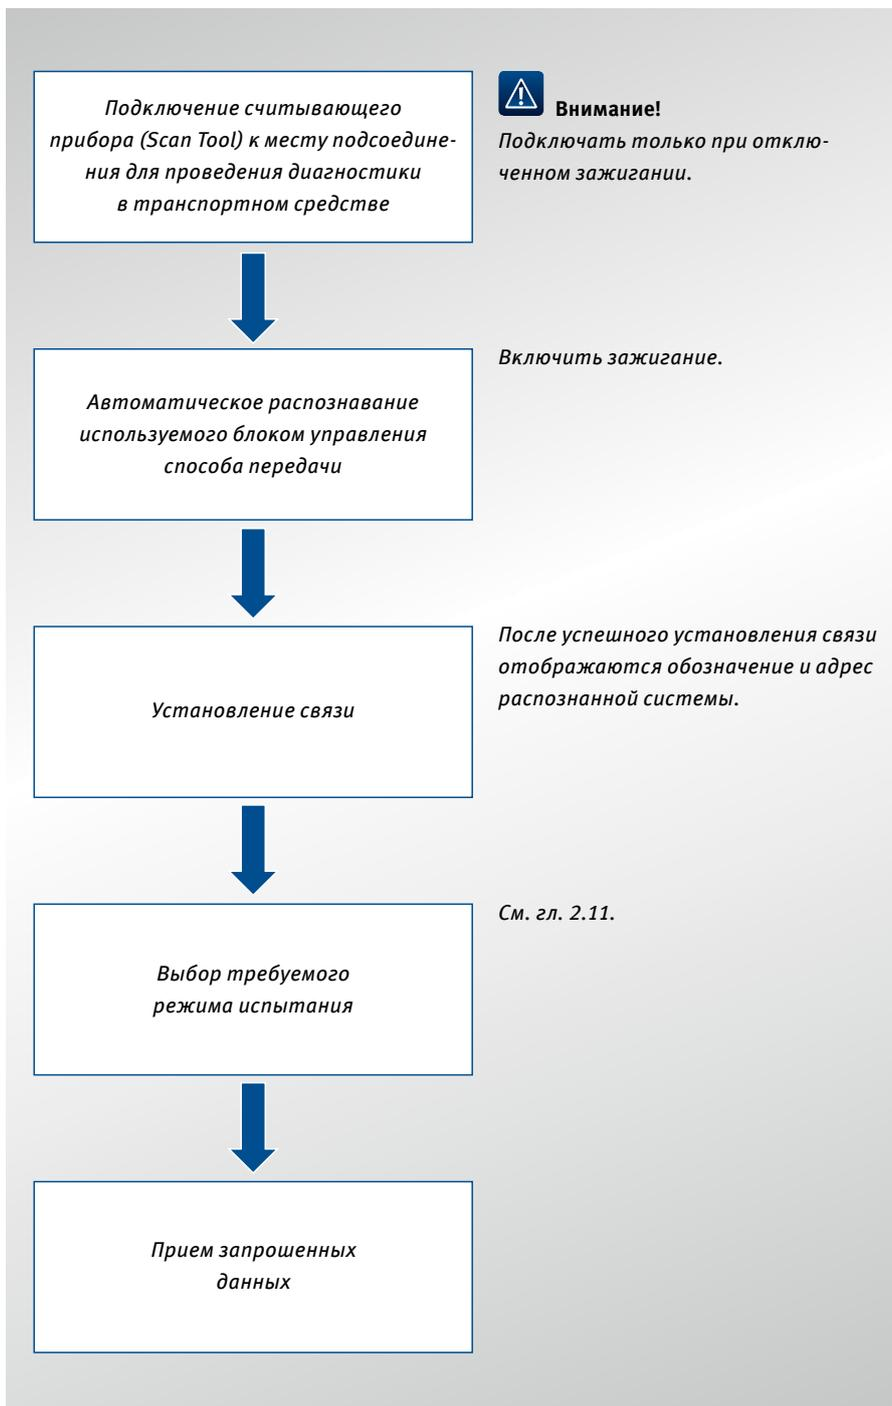 Подключение считывающего
прибора (Scan Tool) к месту подсоедине-
ния для проведения диагностики
в транспортном средстве
Внимание!
Подключать только при отклю-
ченном зажигании.
Автоматическое распознавание
используемого блоком управления
способа передачи
Включить зажигание.
Установление связи
После успешного установления связи
отображаются обозначение и адрес
распознанной системы.
Выбор требуемого
режима испытания
См. гл. 2.11.
Прием запрошенных
данных